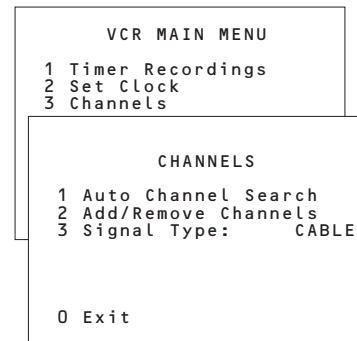 VCR MAIN MENU
1 Timer Recordings
2 Set Clock
3 Channels
CHANNELS
1 Auto Channel Search
2 Add/Remove Channels
3 Signal Type: CABLE
0 Exit